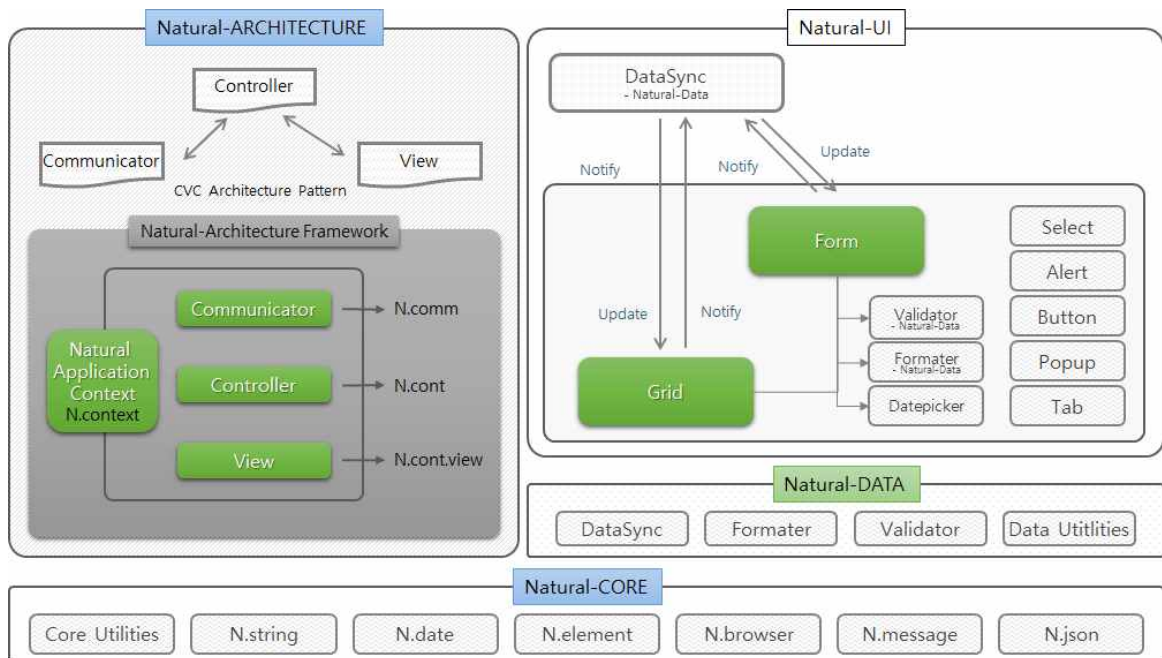 Natural-ARCHITECTURE
Controller
Communicator
View
CVC Architecture Pattern
Natural-Architecture Framework
Natural
Application
Context
N.context
Communicator
N.comm
Controller
N.cont
View
N.cont.view
Natural-UI
DataSync
- Natural-Data
Notify
Notify
Update
Update
Notify
Form
Grid
Validator
- Natural-Data
Formater
- Natural-Data
Datepicker
Select
Alert
Button
Popup
Tab
Natural-DATA
DataSync
Formater
Validator
Data Utitlities
Natural-CORE
Core Utilities
N.string
N.date
N.element
N.browser
N.message
N.json